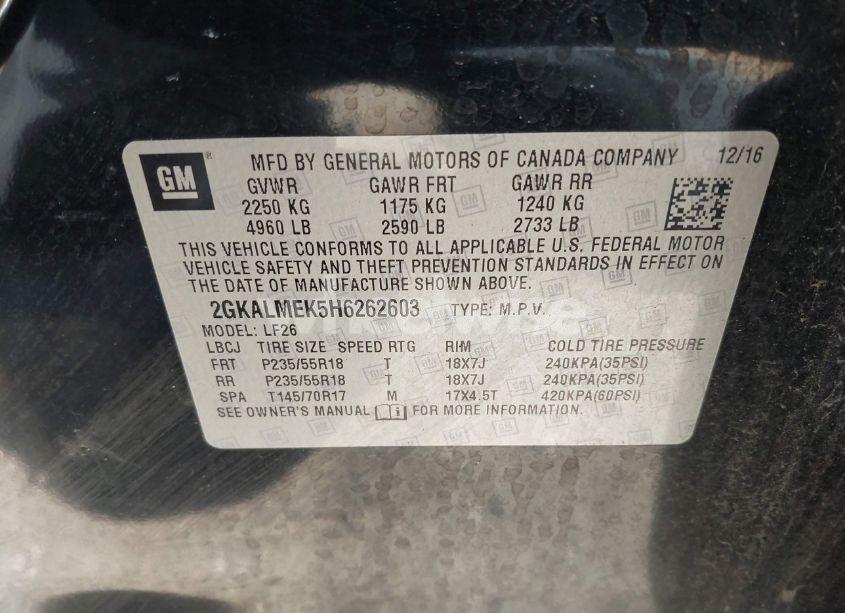 GM MFD BY GENERAL MOTORS OF CANADA COMPANY 12/16
GVWR GAWR FRT GAWR RR
2250 KG 1175 KG 1240 KG
4960 LB 2590 LB 2733 LB
THIS VEHICLE CONFORMS TO ALL APPLICABLE U.S. FEDERAL MOTOR
VEHICLE SAFETY AND THEFT PREVENTION STANDARDS IN EFFECT ON
THE DATE OF MANUFACTURE SHOWN ABOVE.
2GKALMEK5H6262603 TYPE: M.P.V.
MODEL: LF26
LBCJ TIRE SIZE SPEED RTG RIM COLD TIRE PRESSURE
FRT P235/55R18 T 18X7J 240KPA(35PSI)
RR P235/55R18 T 18X7J 240KPA(35PSI)
SPA T145/70R17 M 17X4.5T 420KPA(60PSI)
SEE OWNER'S MANUAL FOR MORE INFORMATION.